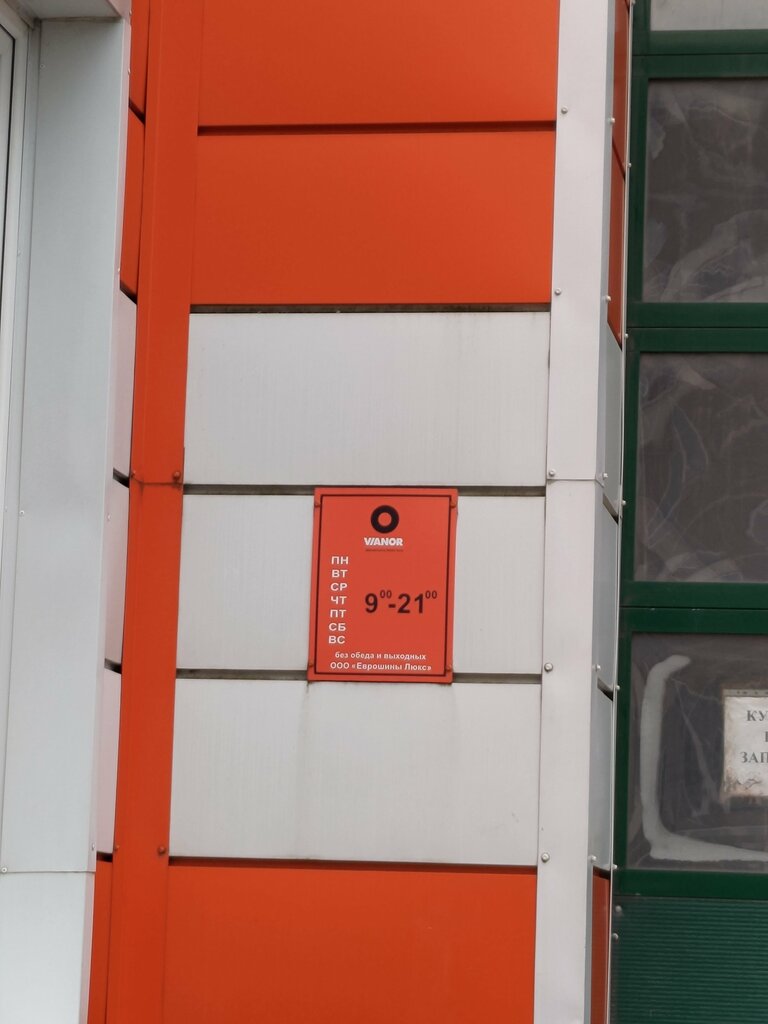 VIANOR
ПН
ВТ
СР
ЧТ
ПТ
СБ
ВС
9⁰⁰-21⁰⁰
без обеда и выходных
ООО «Еврошины Люкс»